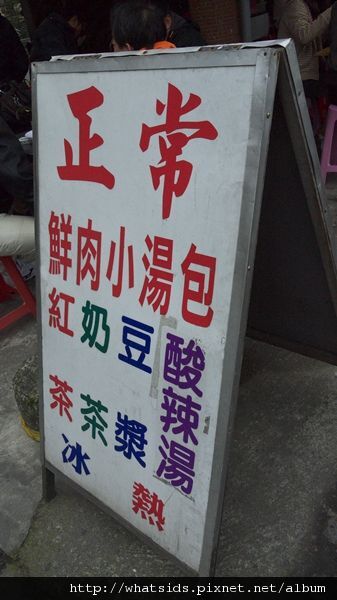 正常
鮮肉小湯包
紅茶
奶茶
豆漿
酸辣湯
冰 熱
http://whatsids.pixnet.net/album